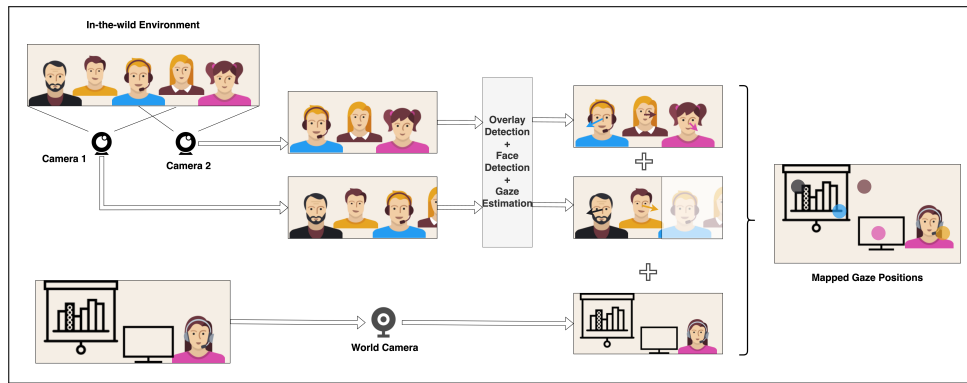 In-the-wild Environment
Camera 1
Camera 2
Overlay
Detection
+
Face
Detection
+
Gaze
Estimation
World Camera
Mapped Gaze Positions